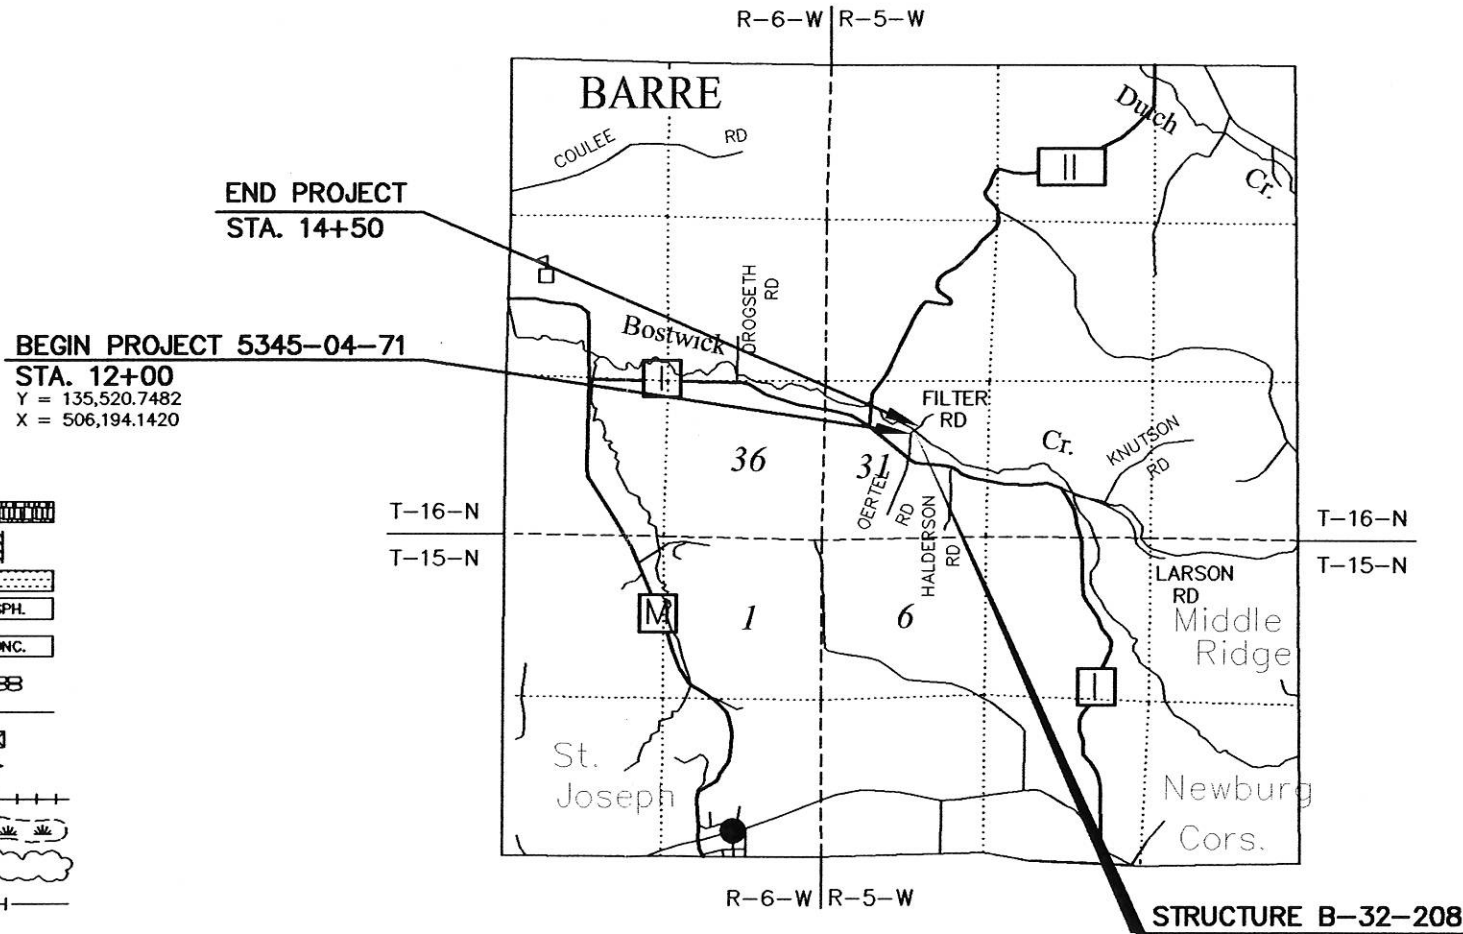 R-6-W R-5-W
BARRE
COULEE RD
Dutch Cr.
II
END PROJECT
STA. 14+50
BEGIN PROJECT 5345-04-71
STA. 12+00
Y = 135,520.7482
X = 506,194.1420
Bostwick Cr.
DROGSETH RD
I
FILTER RD
KNUTSON RD
36
31
OERTEL RD
HALDERSON RD
T-16-N
T-15-N
T-16-N
T-15-N
LARSON RD
M
1
6
Middle Ridge
I
St. Joseph
Newburg Cors.
PH.
NC.
R-6-W R-5-W
STRUCTURE B-32-208